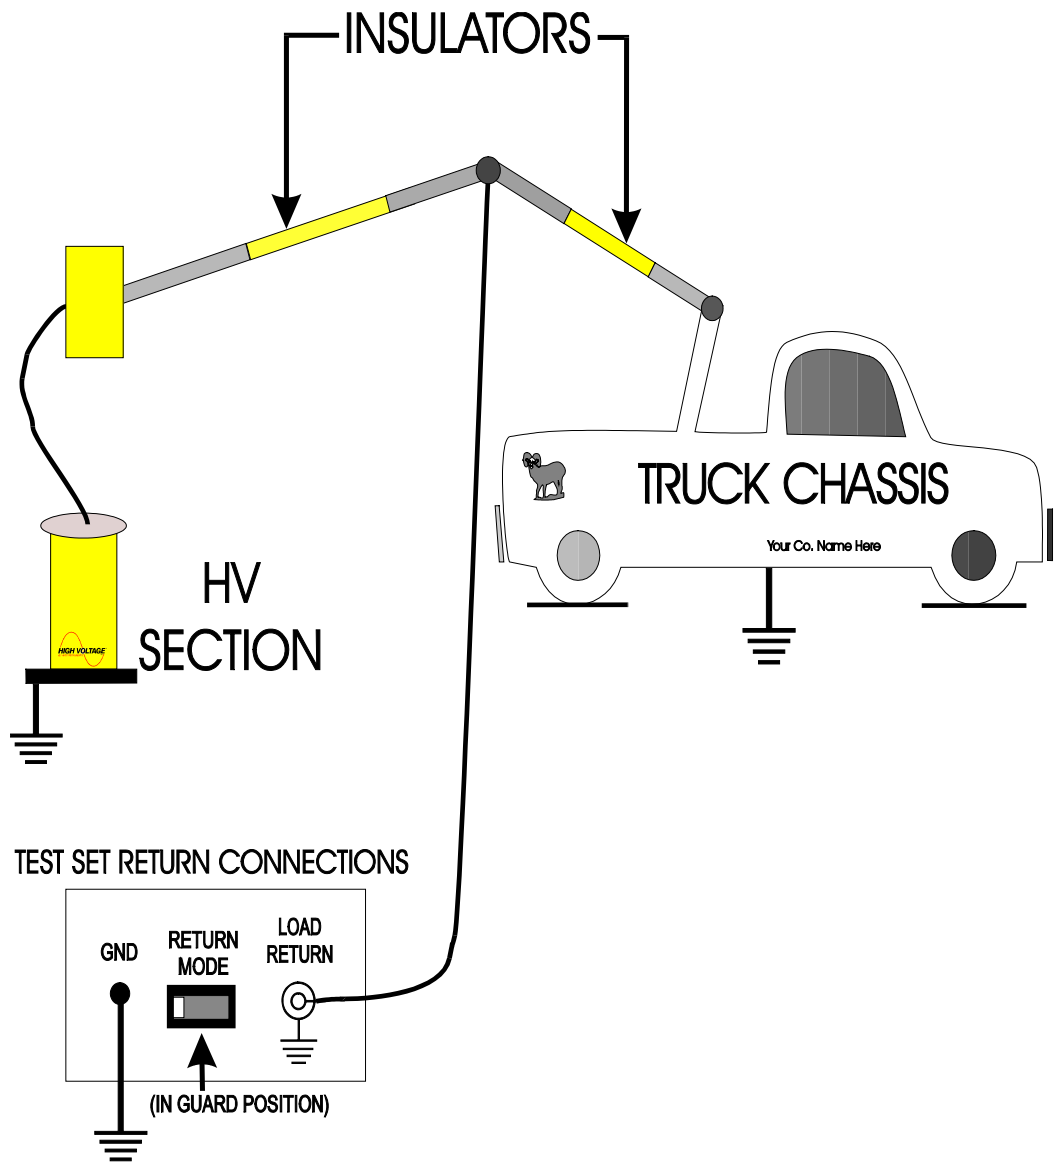 INSULATORS
TRUCK CHASSIS
Your Co. Name Here
HV
SECTION
HIGH VOLTAGE
TEST SET RETURN CONNECTIONS
GND
RETURN
MODE
LOAD
RETURN
(IN GUARD POSITION)